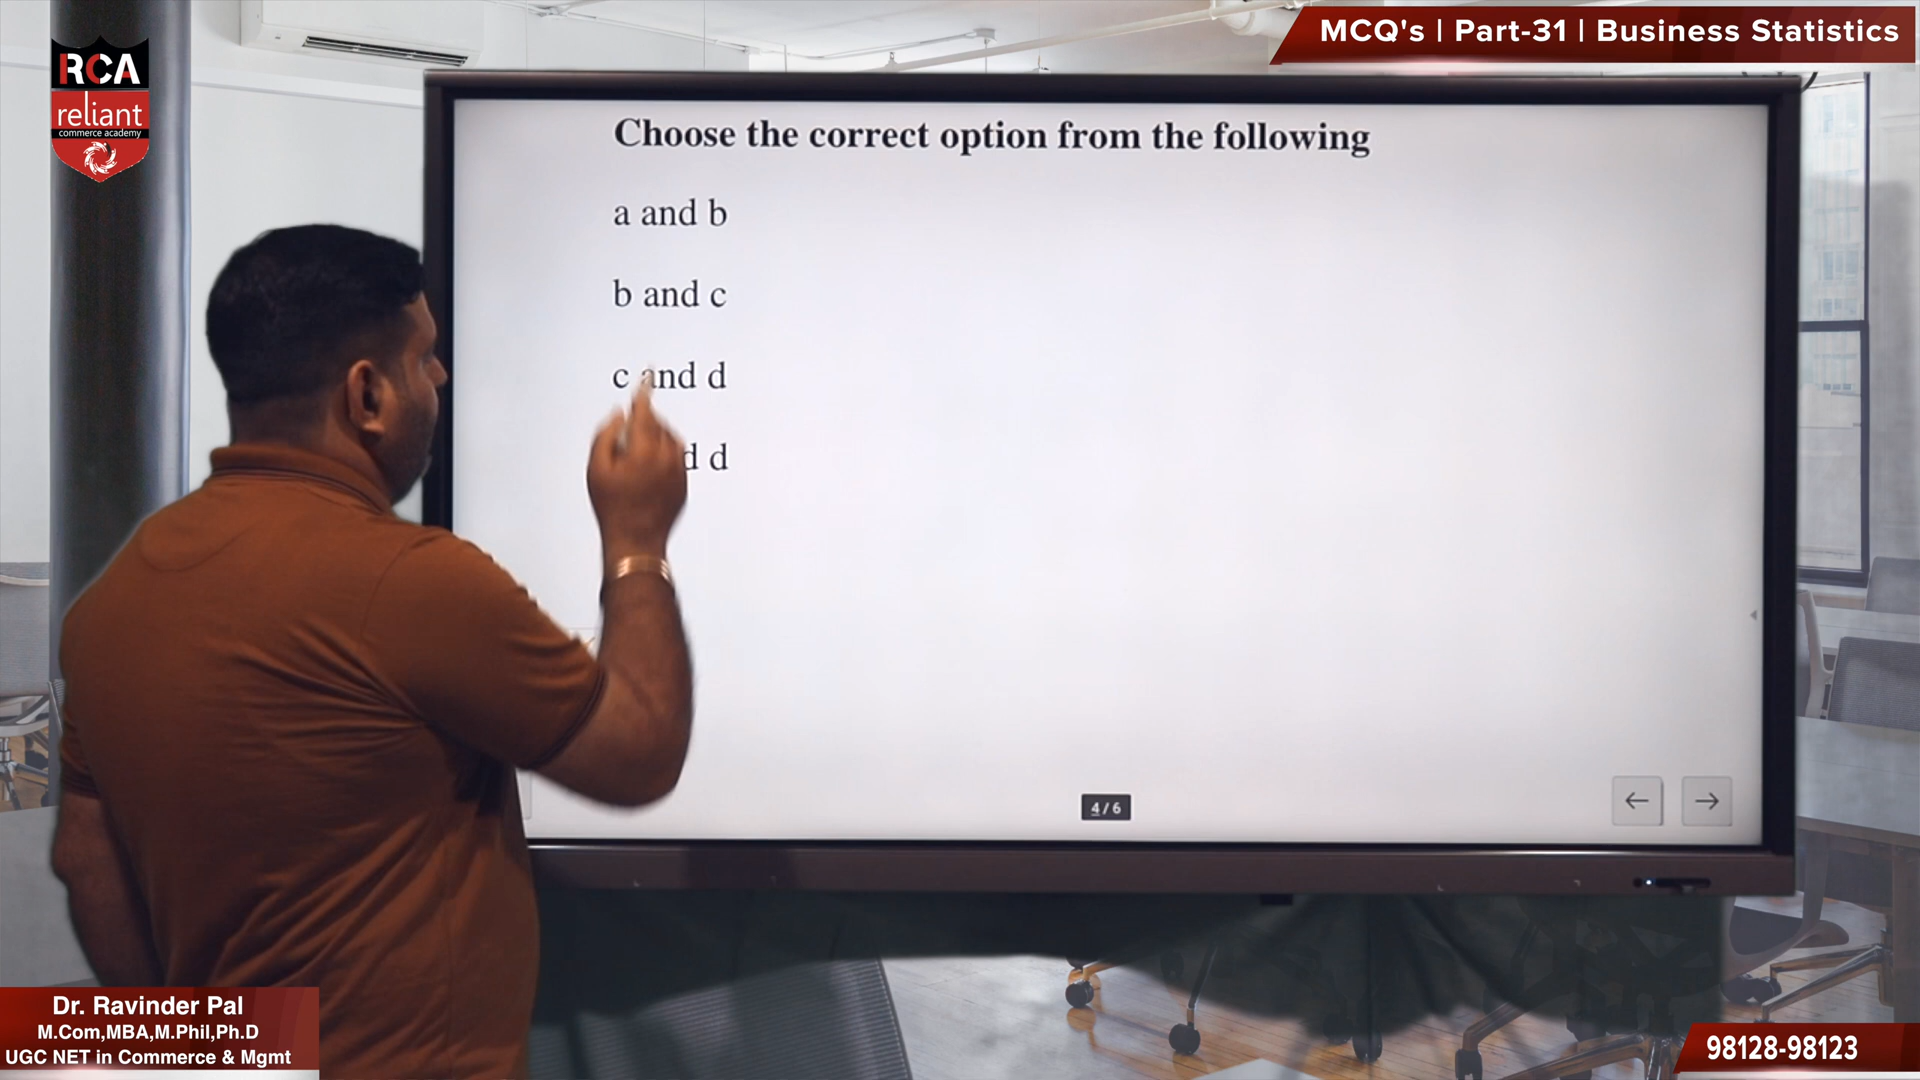 MCQ's | Part-31 | Business Statistics
RCA
reliant
commerce academy
Choose the correct option from the following
a and b
b and c
c and d
d d
4/6
Dr. Ravinder Pal
M.Com,MBA,M.Phil,Ph.D
UGC NET in Commerce & Mgmt
98128-98123